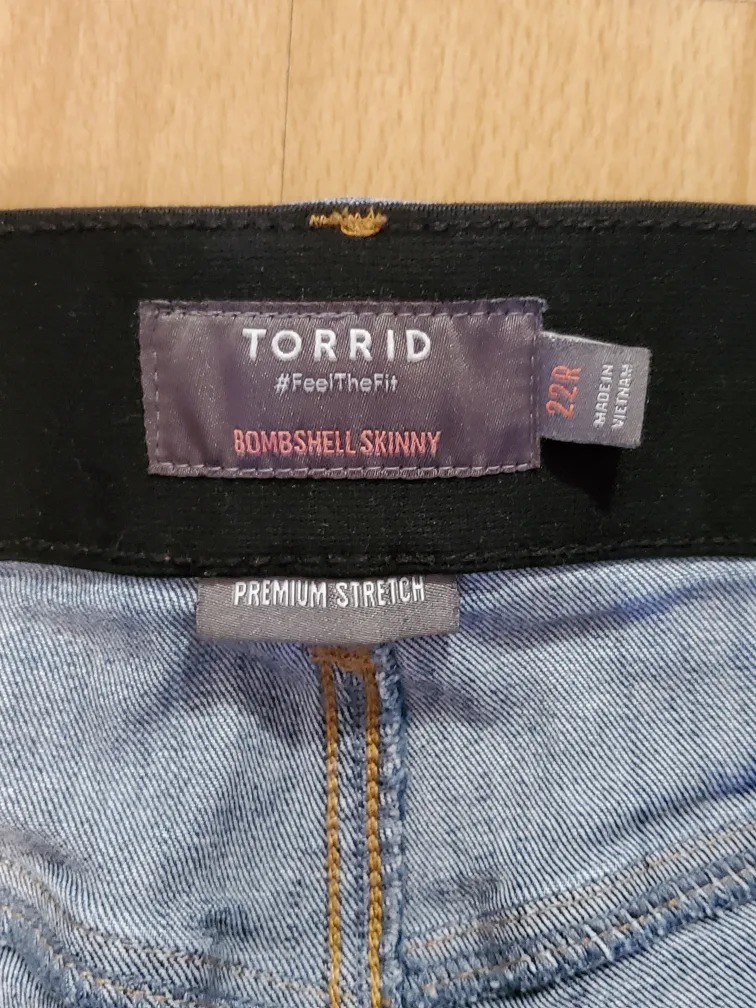 TORRID
#FeelTheFit
BOMBSHELL SKINNY
22R
MADE IN
VIETNAM
PREMIUM STRETCH